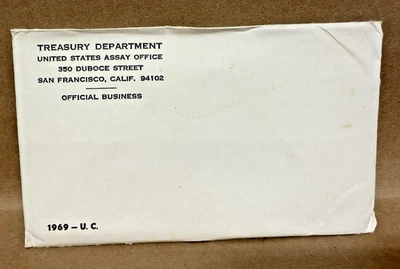 TREASURY DEPARTMENT
UNITED STATES ASSAY OFFICE
350 DUBOCE STREET
SAN FRANCISCO, CALIF. 94102
OFFICIAL BUSINESS
1969 – U. C.